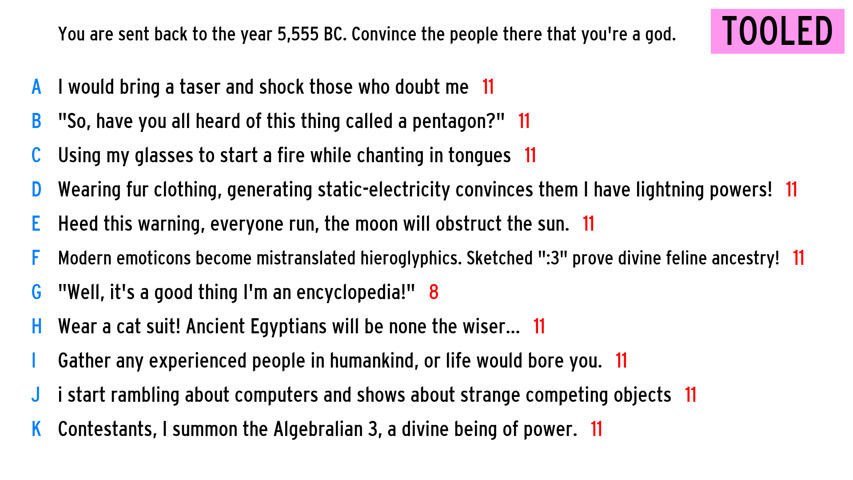 You are sent back to the year 5,555 BC. Convince the people there that you're a god. TOOLED
A I would bring a taser and shock those who doubt me 11
B "So, have you all heard of this thing called a pentagon?" 11
C Using my glasses to start a fire while chanting in tongues 11
D Wearing fur clothing, generating static-electricity convinces them I have lightning powers! 11
E Heed this warning, everyone run, the moon will obstruct the sun. 11
F Modern emoticons become mistranslated hieroglyphics. Sketched ":3" prove divine feline ancestry! 11
G "Well, it's a good thing I'm an encyclopedia!" 8
H Wear a cat suit! Ancient Egyptians will be none the wiser... 11
I Gather any experienced people in humankind, or life would bore you. 11
J i start rambling about computers and shows about strange competing objects 11
K Contestants, I summon the Algebralian 3, a divine being of power. 11